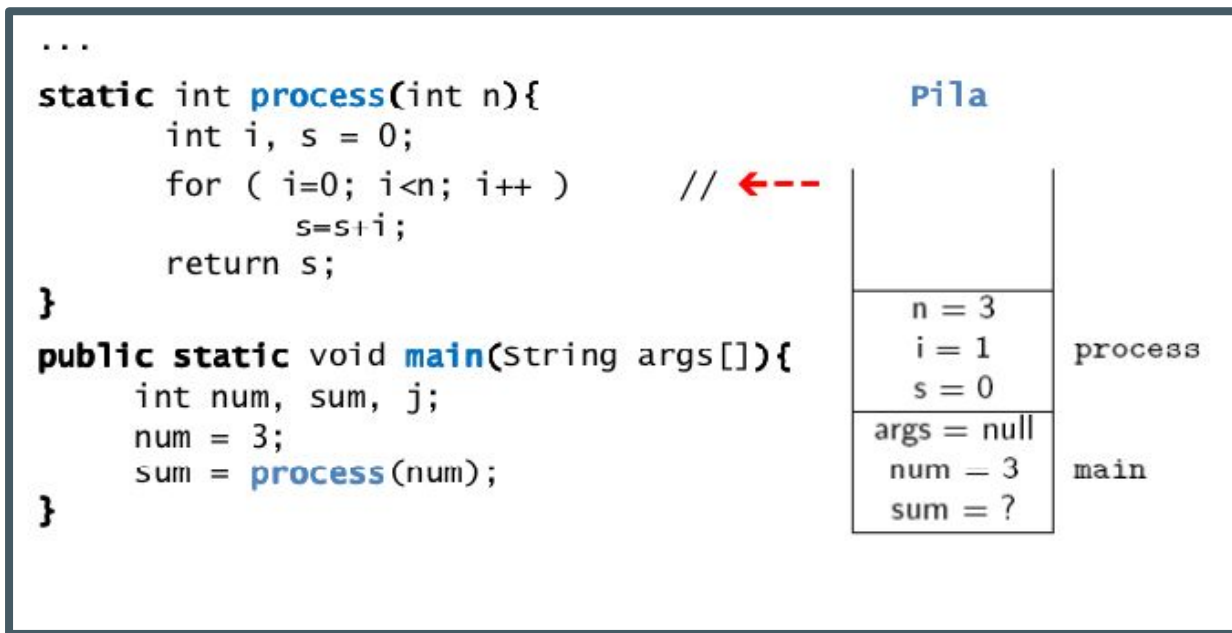 ...
static int process(int n){
int i, s = 0;
for ( i=0; i<n; i++ ) // ←--
s=s+i;
return s;
}
public static void main(String args[]){
int num, sum, j;
num = 3;
sum = process(num);
}
Pila
n = 3
i = 1
s = 0
process
args = null
num = 3
sum = ?
main